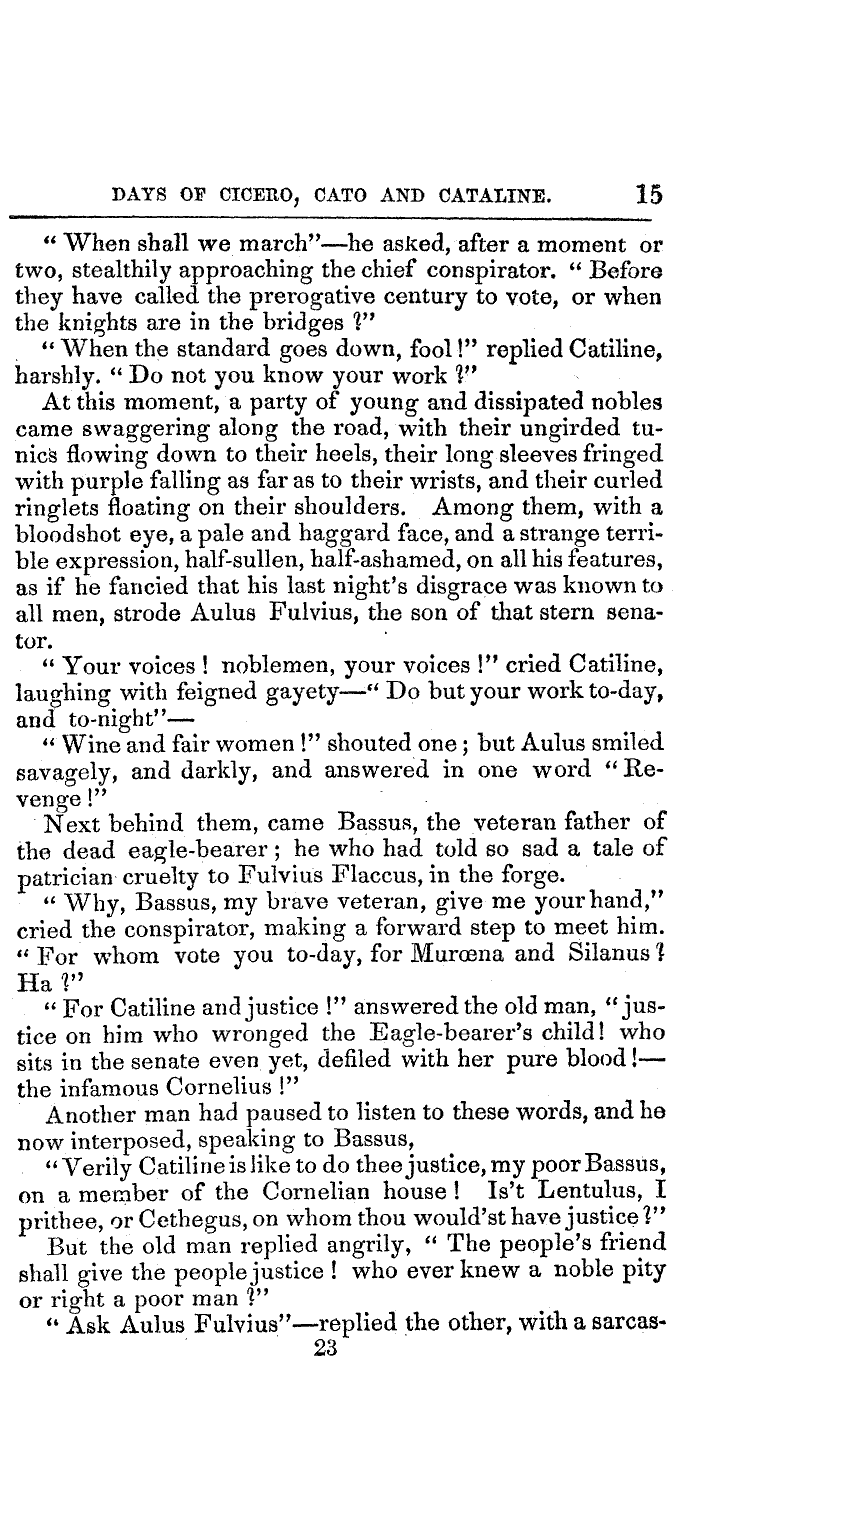 DAYS OF CICERO, CATO AND CATALINE. 15
" When shall we march"—he asked, after a moment or
two, stealthily approaching the chief conspirator. " Before
they have called the prerogative century to vote, or when
the knights are in the bridges ?"
" When the standard goes down, fool !" replied Catiline,
harshly. " Do not you know your work ?"
At this moment, a party of young and dissipated nobles
came swaggering along the road, with their ungirded tu-
nics flowing down to their heels, their long sleeves fringed
with purple falling as far as to their wrists, and their curled
ringlets floating on their shoulders. Among them, with a
bloodshot eye, a pale and haggard face, and a strange terri-
ble expression, half-sullen, half-ashamed, on all his features,
as if he fancied that his last night's disgrace was known to
all men, strode Aulus Fulvius, the son of that stern sena-
tor.
" Your voices ! noblemen, your voices !" cried Catiline,
laughing with feigned gayety—" Do but your work to-day,
and to-night"—
" Wine and fair women !" shouted one ; but Aulus smiled
savagely, and darkly, and answered in one word " Re-
venge !"
Next behind them, came Bassus, the veteran father of
the dead eagle-bearer ; he who had told so sad a tale of
patrician cruelty to Fulvius Flaccus, in the forge.
" Why, Bassus, my brave veteran, give me your hand,"
cried the conspirator, making a forward step to meet him.
" For whom vote you to-day, for Murœna and Silanus ?
Ha ?"
" For Catiline and justice !" answered the old man, " jus-
tice on him who wronged the Eagle-bearer's child! who
sits in the senate even yet, defiled with her pure blood !—
the infamous Cornelius !"
Another man had paused to listen to these words, and he
now interposed, speaking to Bassus,
" Verily Catiline is like to do thee justice, my poor Bassus,
on a member of the Cornelian house ! Is't Lentulus, I
prithee, or Cethegus, on whom thou would'st have justice ?"
But the old man replied angrily, " The people's friend
shall give the people justice ! who ever knew a noble pity
or right a poor man ?"
" Ask Aulus Fulvius"—replied the other, with a sarcas-
23